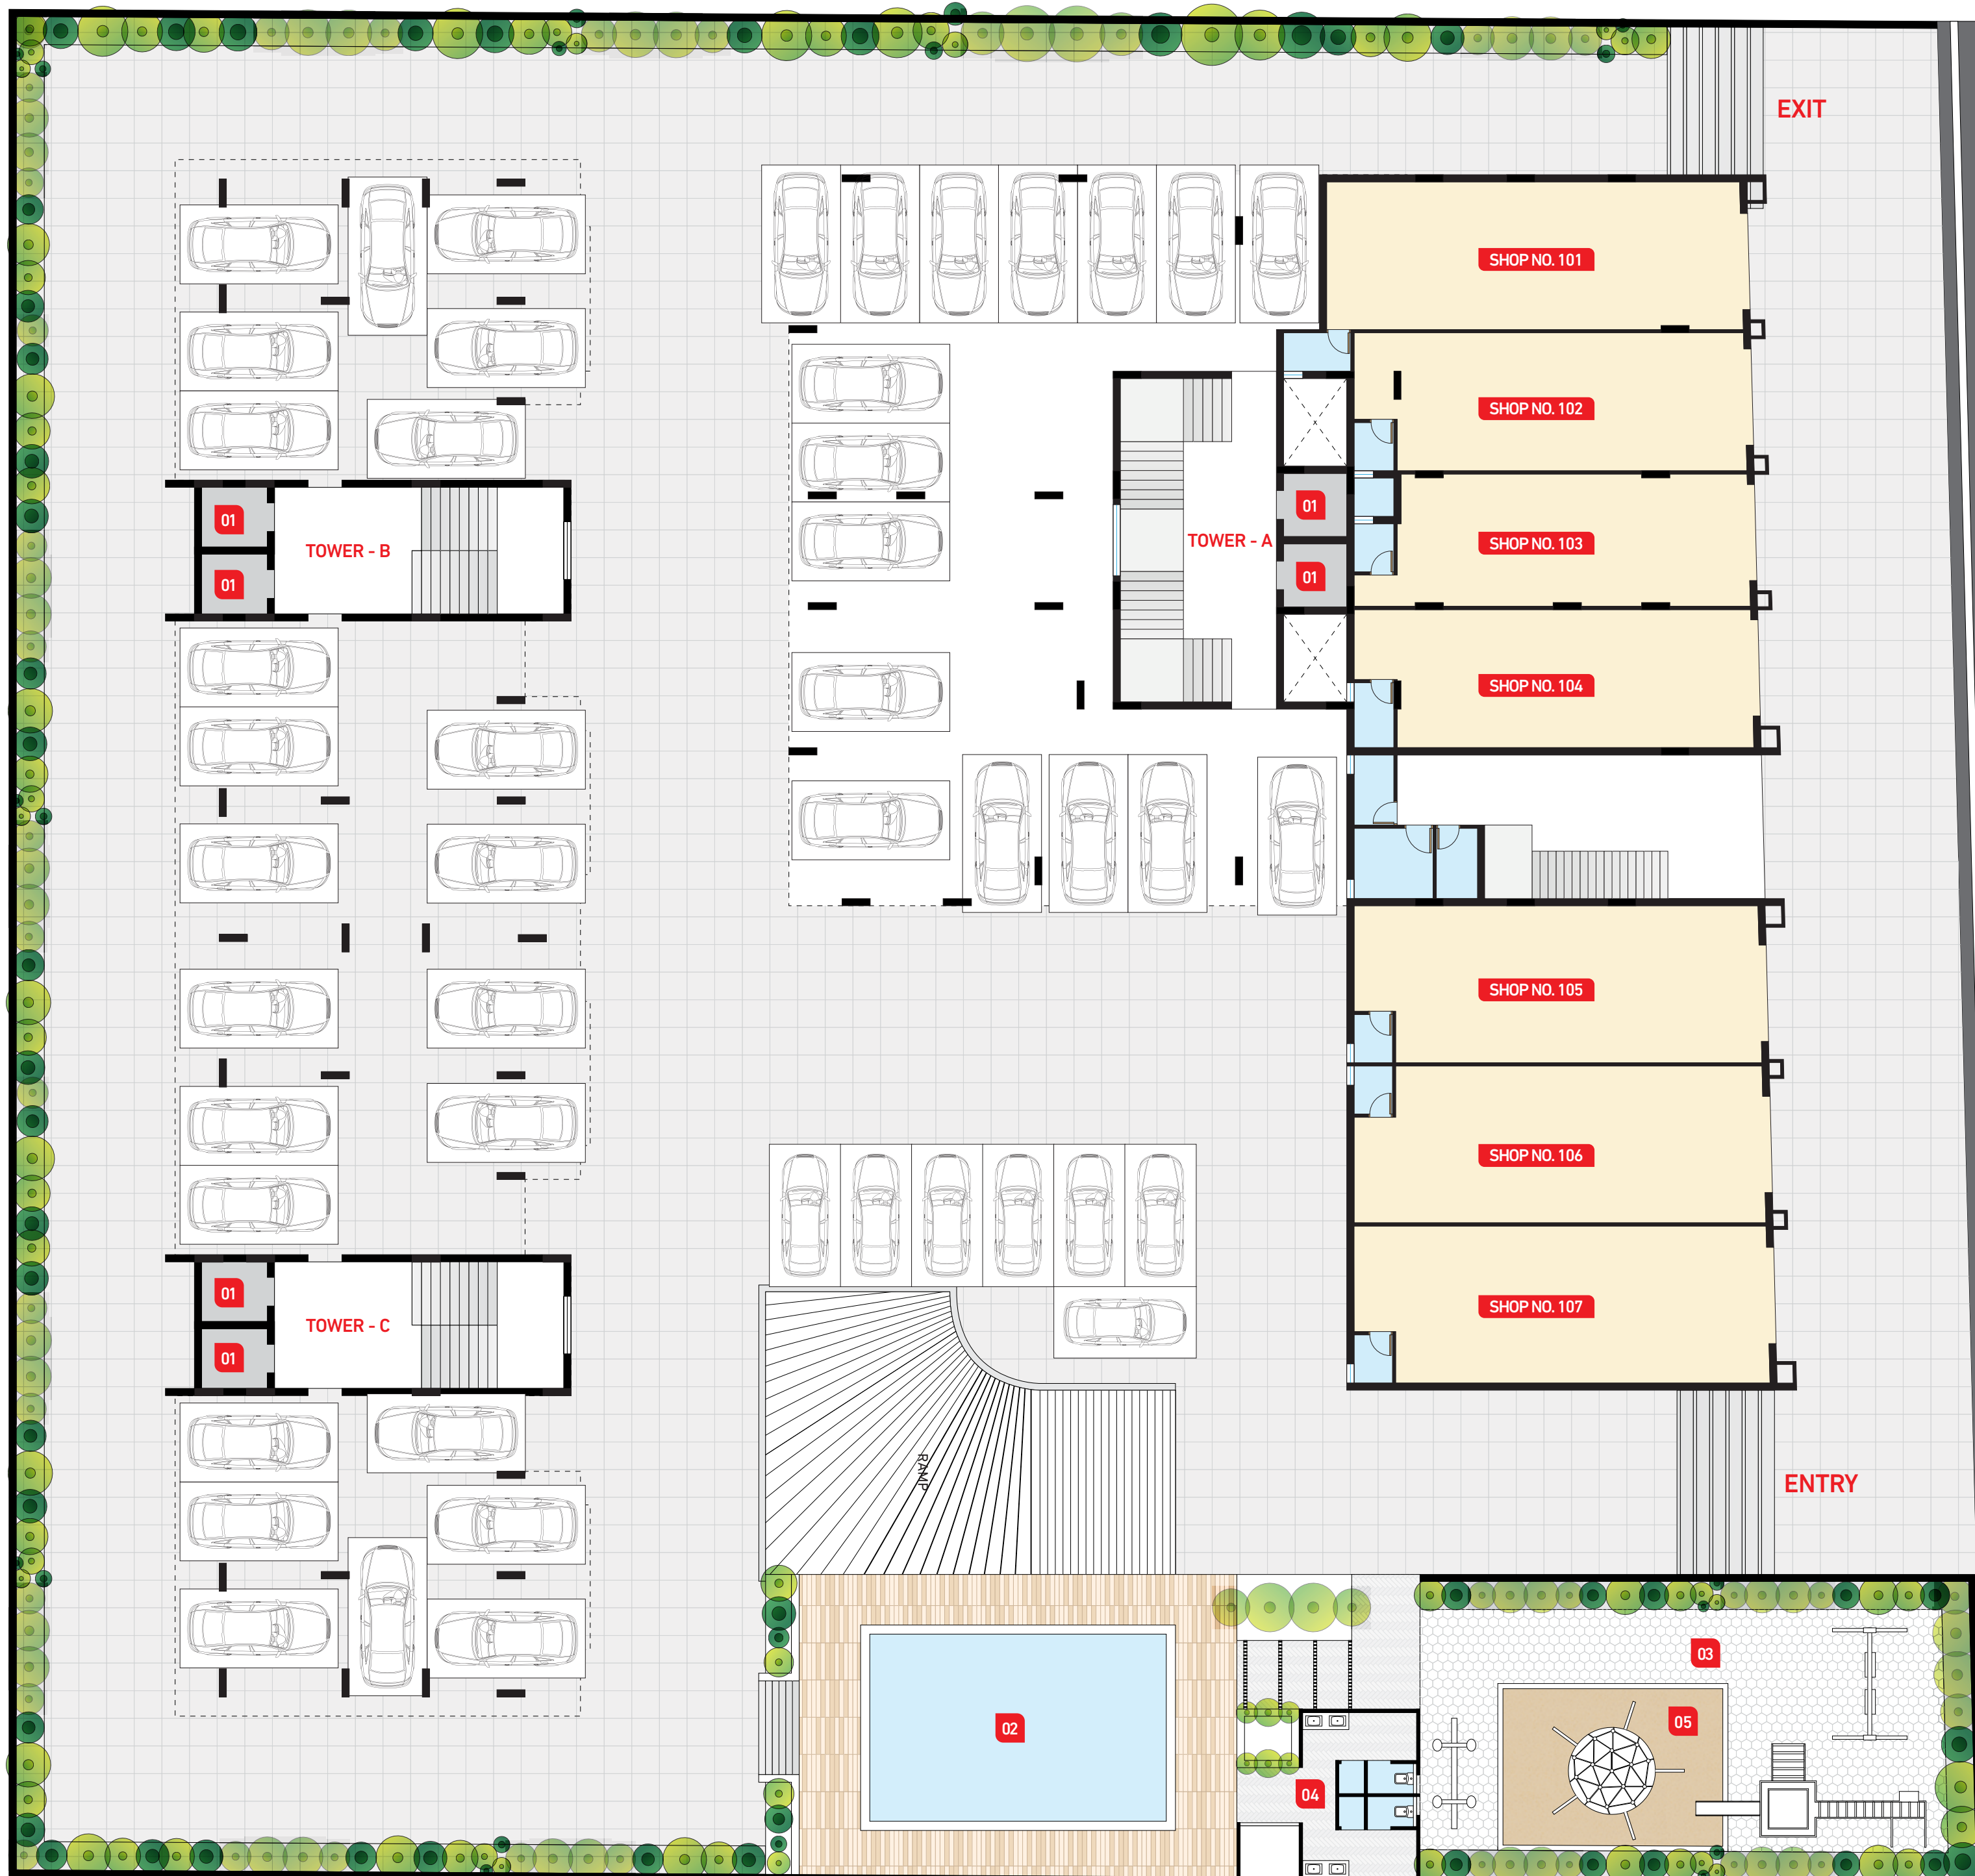 EXIT
SHOP NO. 101
SHOP NO. 102
01
TOWER - B
01
01
TOWER - A
01
SHOP NO. 103
SHOP NO. 104
SHOP NO. 105
SHOP NO. 106
SHOP NO. 107
01
TOWER - C
01
RAMP
ENTRY
02
03
05
04